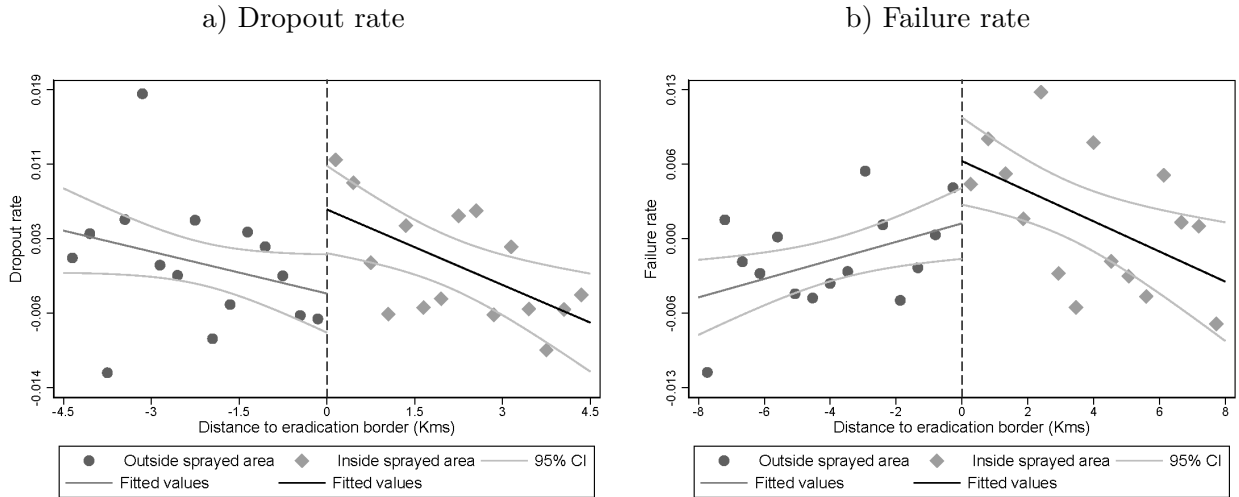 a) Dropout rate
b) Failure rate
Dropout rate
0.019
0.011
0.003
-0.006
-0.014
-4.5 -3 -1.5 0 1.5 3 4.5
Distance to eradication border (Kms)
Outside sprayed area Inside sprayed area 95% CI
Fitted values Fitted values
Failure rate
0.013
0.006
0.000
-0.006
-0.013
-8 -6 -4 -2 0 2 4 6 8
Distance to eradication border (Kms)
Outside sprayed area Inside sprayed area 95% CI
Fitted values Fitted values